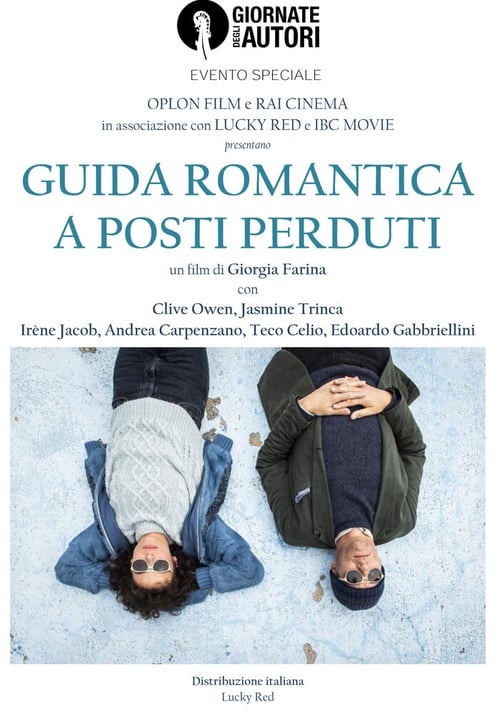 GIORNATE
DEGLI AUTORI
EVENTO SPECIALE
OPLON FILM e RAI CINEMA
in associazione con LUCKY RED e IBC MOVIE
presentano
GUIDA ROMANTICA
A POSTI PERDUTI
un film di Giorgia Farina
con
Clive Owen, Jasmine Trinca
Irène Jacob, Andrea Carpenzano, Teco Celio, Edoardo Gabbriellini
Distribuzione italiana
Lucky Red